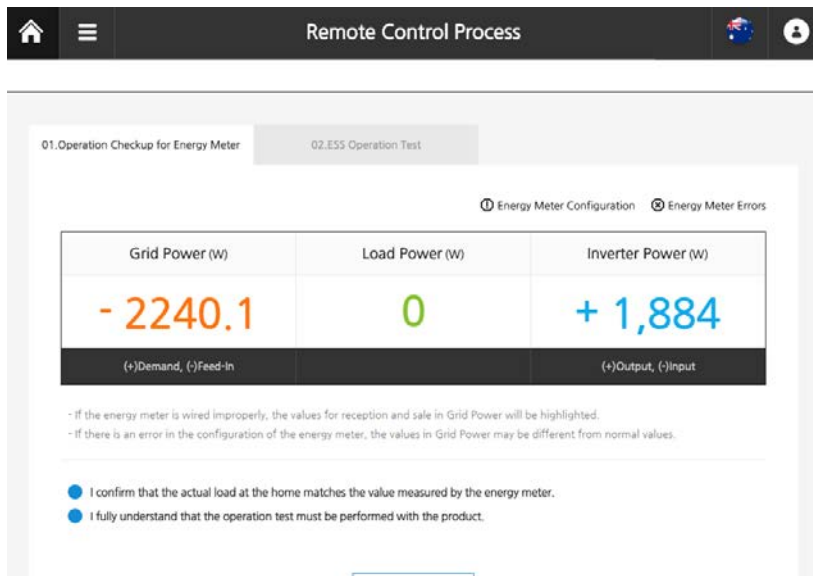 Remote Control Process
01.Operation Checkup for Energy Meter
02.ESS Operation Test
Energy Meter Configuration
Energy Meter Errors
Grid Power (W)
Load Power (W)
Inverter Power (W)
- 2240.1
0
+ 1,884
(+)Demand, (-)Feed-In
(+)Output, (-)Input
- If the energy meter is wired improperly, the values for reception and sale in Grid Power will be highlighted.
- If there is an error in the configuration of the energy meter, the values in Grid Power may be different from normal values.
I confirm that the actual load at the home matches the value measured by the energy meter.
I fully understand that the operation test must be performed with the product.